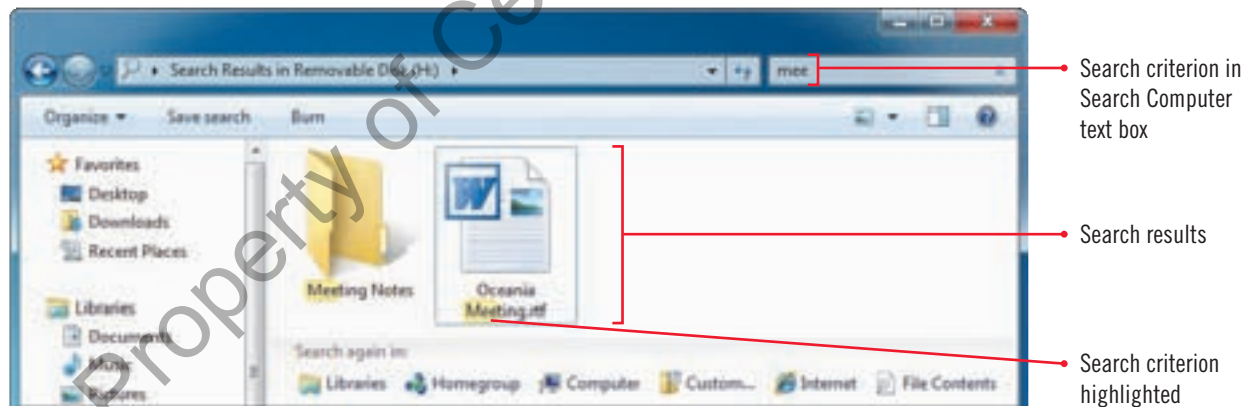 Search Results in Removable Disk (H:)
mee
Search criterion in
Search Computer
text box
Organize
Save search
Burn
Favorites
Desktop
Downloads
Recent Places
Libraries
Documents
Music
Pictures
Meeting Notes
Oceania
Meeting.rtf
Search results
Search again in:
Libraries
Homegroup
Computer
Custom...
Internet
File Contents
Search criterion
highlighted
Property of Ce